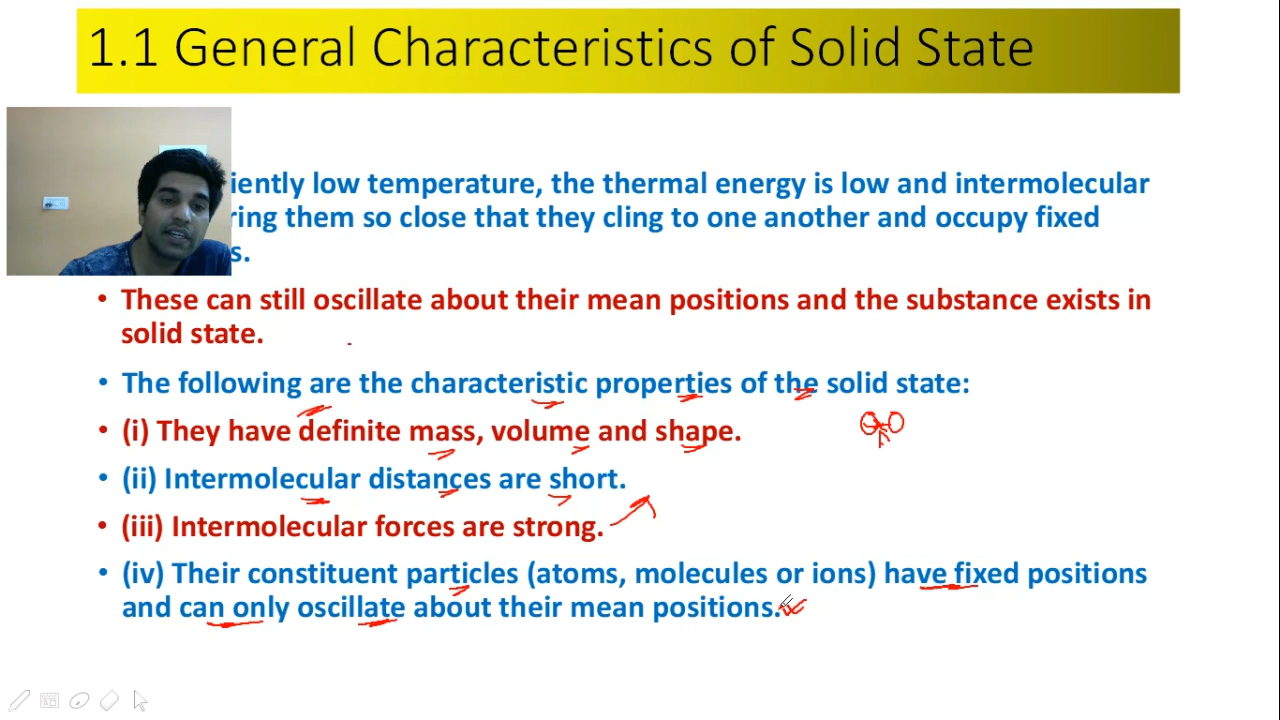 1.1 General Characteristics of Solid State
iently low temperature, the thermal energy is low and intermolecular
ring them so close that they cling to one another and occupy fixed
s.
• These can still oscillate about their mean positions and the substance exists in
solid state.
• The following are the characteristic properties of the solid state:
• (i) They have definite mass, volume and shape.
• (ii) Intermolecular distances are short.
• (iii) Intermolecular forces are strong.
• (iv) Their constituent particles (atoms, molecules or ions) have fixed positions
and can only oscillate about their mean positions.